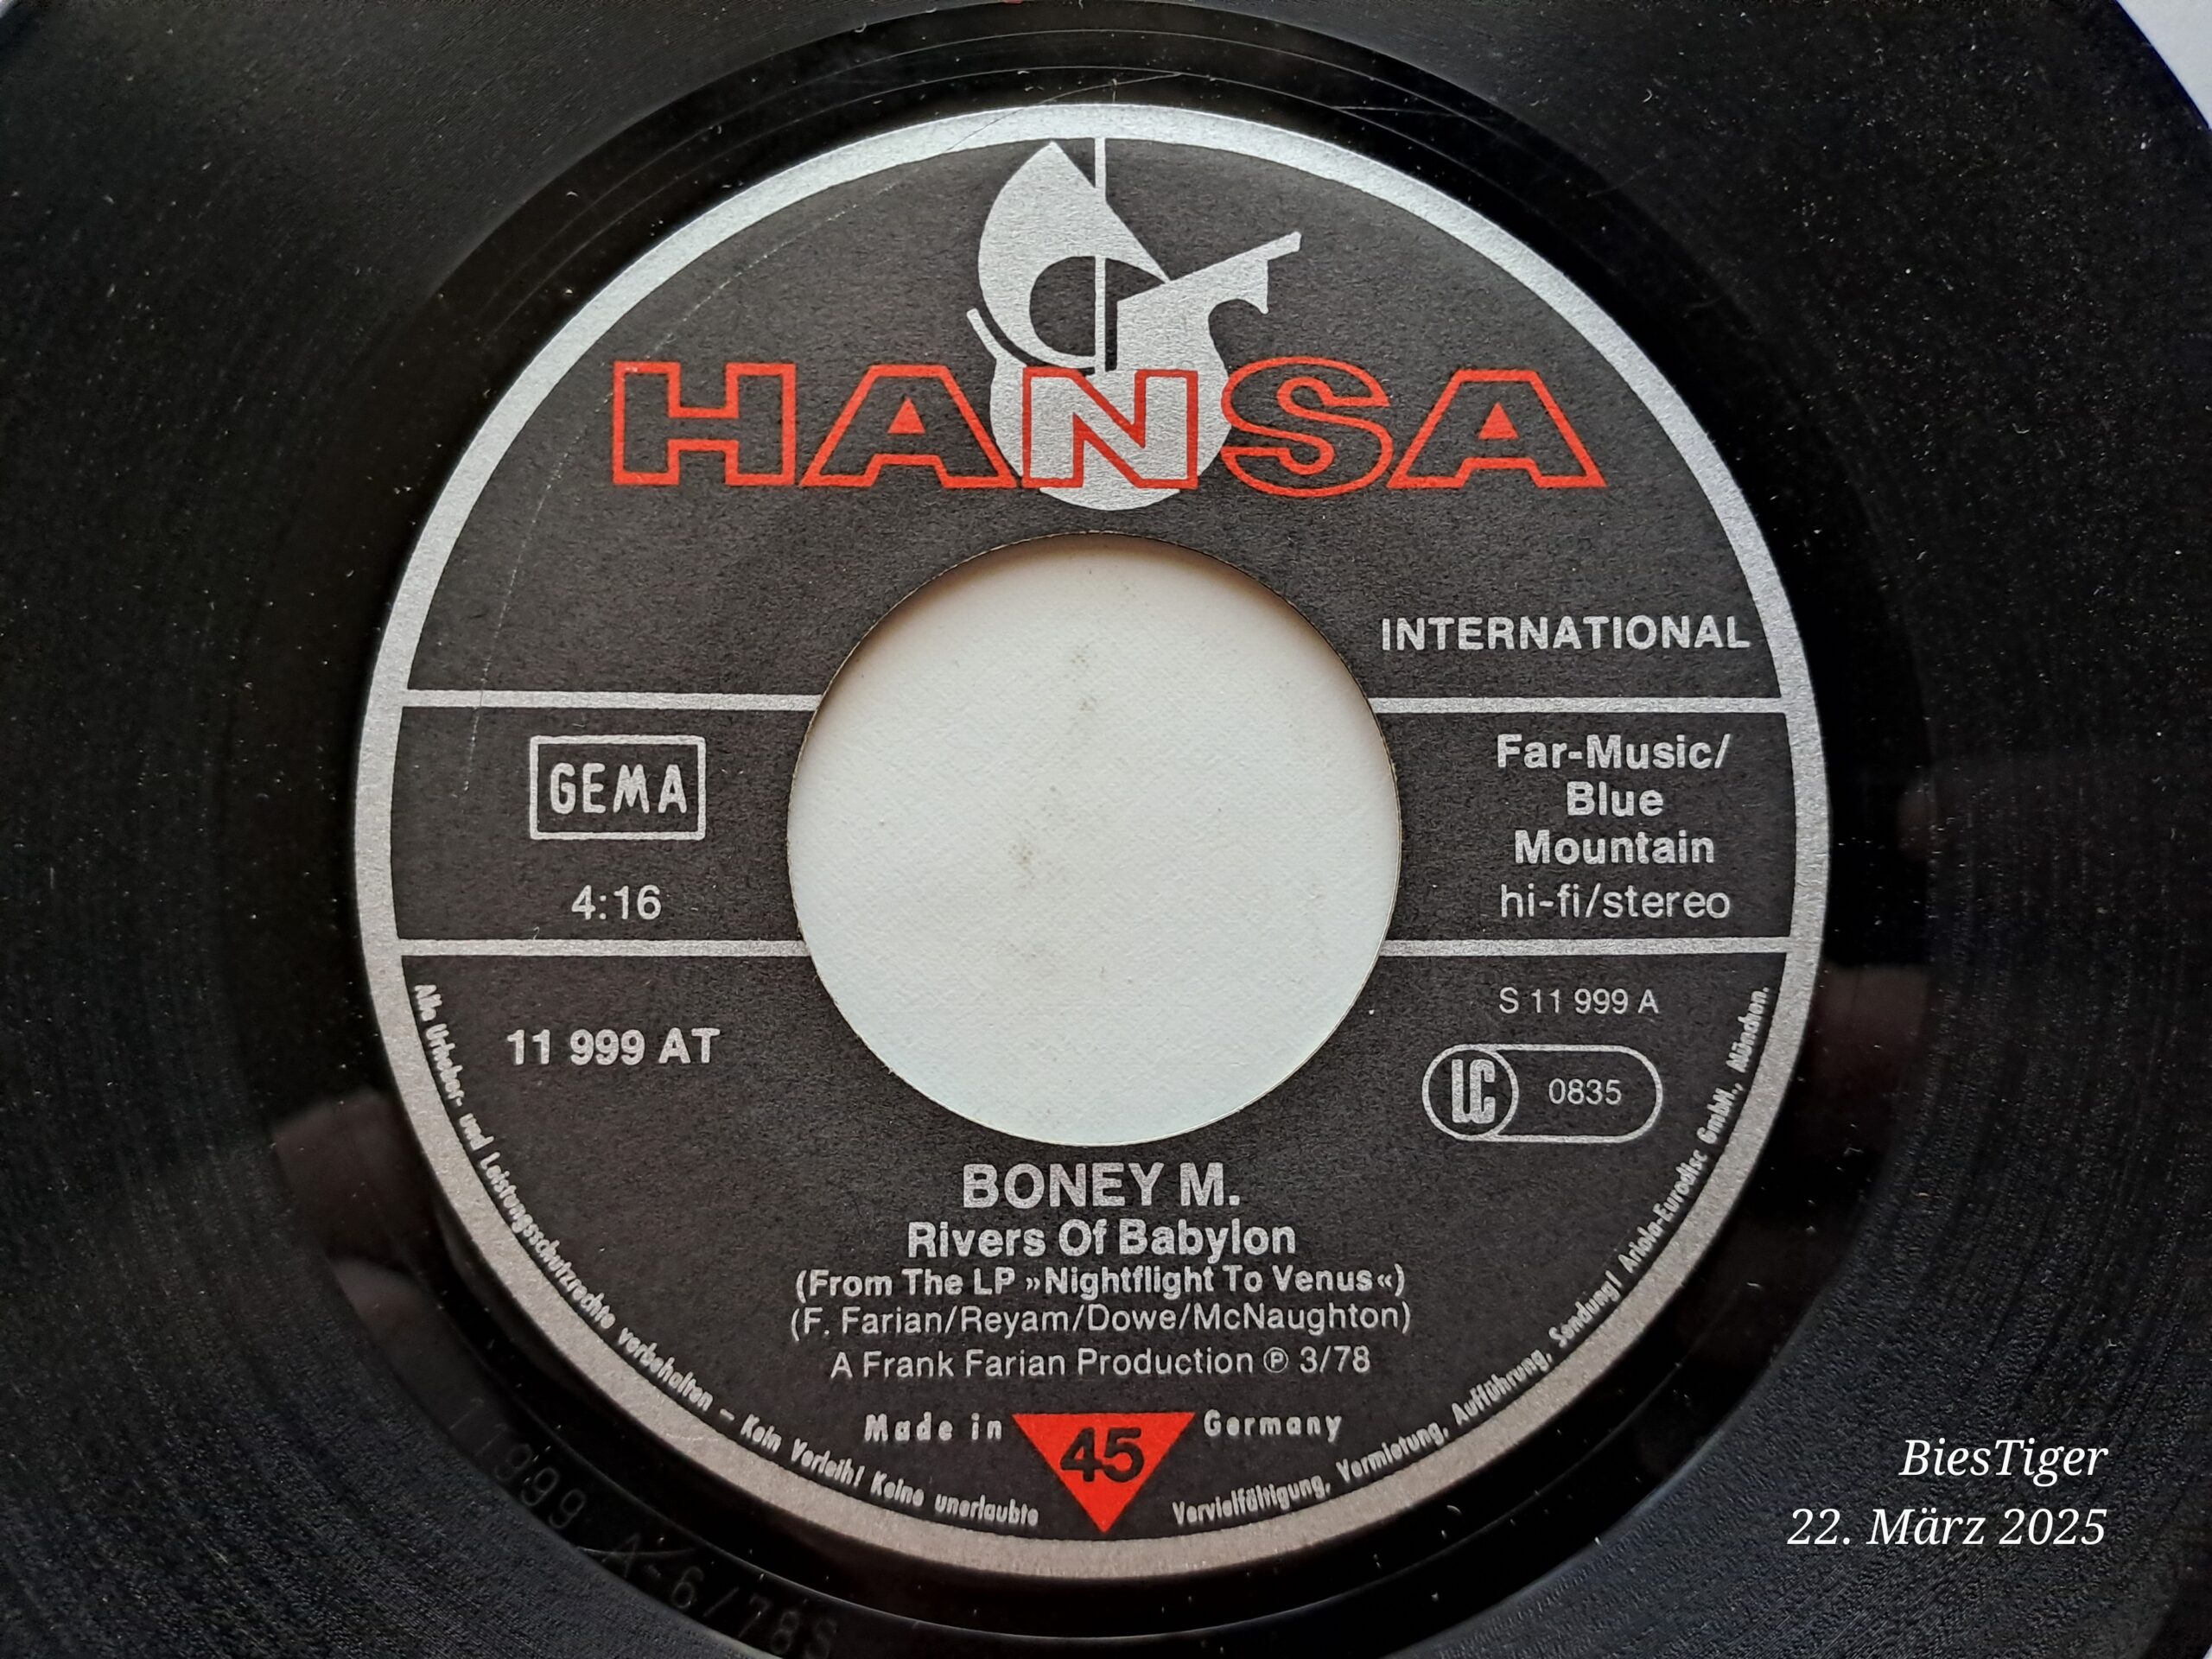 HANSA
INTERNATIONAL
GEMA
4:16
Far-Music/
Blue
Mountain
hi-fi/stereo
11 999 AT
S 11 999 A
LC 0835
BONEY M.
Rivers Of Babylon
(From The LP »Nightflight To Venus«)
(F. Farian/Reyam/Dowe/McNaughton)
A Frank Farian Production ℗ 3/78
Made in 45 Germany
Alle Urheber- und Leistungsschutzrechte vorbehalten – Kein Verleih! Keine unerlaubte Vervielfältigung, Vermietung, Aufführung, Sendung! Ariola-Eurodisc GmbH., München.
999 A-6/78S
BiesTiger
22. März 2025